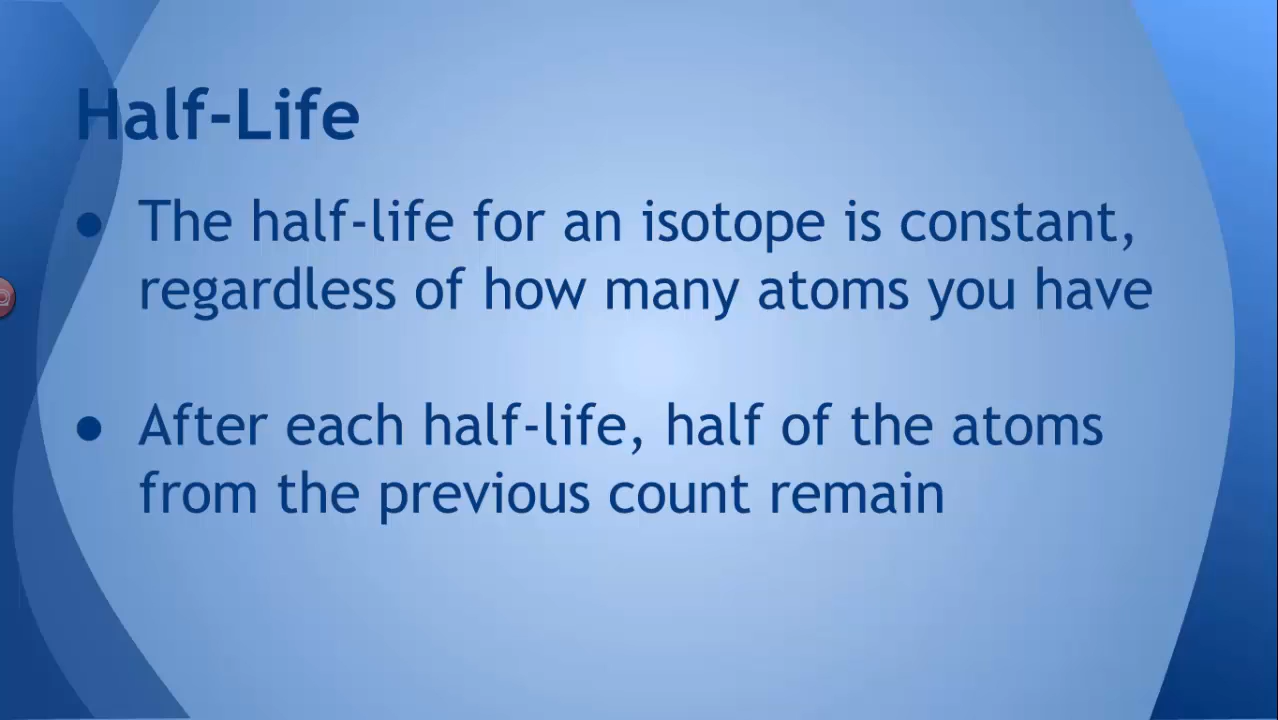 Half-Life
● The half-life for an isotope is constant,
regardless of how many atoms you have
● After each half-life, half of the atoms
from the previous count remain